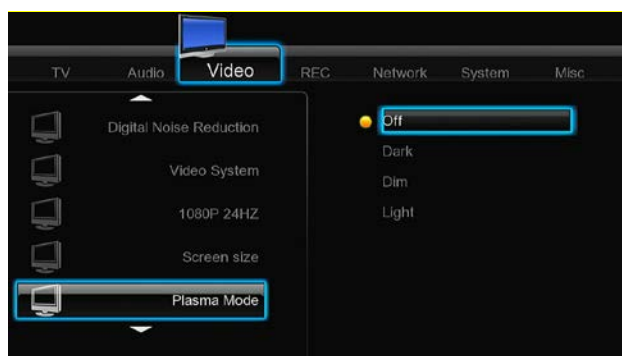 TV Audio Video REC Network System Misc
Digital Noise Reduction
Video System
1080P 24HZ
Screen size
Plasma Mode
Off
Dark
Dim
Light